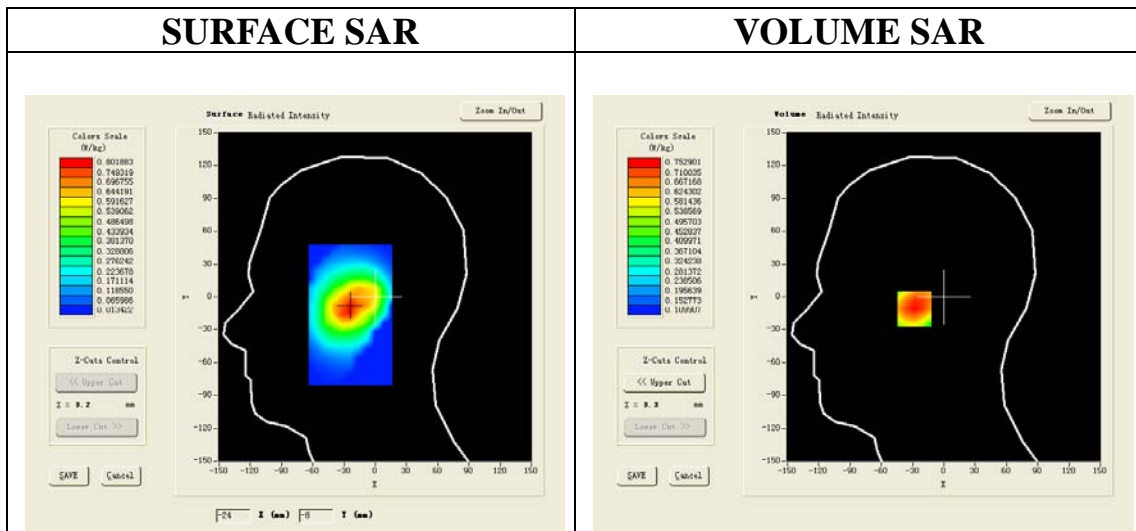 SURFACE SAR
VOLUME SAR
Surface Radiated Intensity
Zoom In/Out
Colors Scale
(W/kg)
0.801883
0.749319
0.696755
0.644191
0.591627
0.539062
0.486498
0.433934
0.381370
0.328806
0.276242
0.223678
0.171114
0.118550
0.065986
0.013422
150
120
90
60
30
0
-30
-60
-90
-120
-150
Y
-150 -120 -90 -60 -30 0 30 60 90 120 150
X
Z-Cuts Control
<< Upper Cut
Z = 3.2 mm
Lower Cut >>
SAVE Cancel
-24 X (mm) -8 Y (mm)
Volume Radiated Intensity
Zoom In/Out
Colors Scale
(W/kg)
0.752901
0.710035
0.667168
0.624302
0.581436
0.538569
0.495703
0.452837
0.409971
0.367104
0.324238
0.281372
0.238506
0.195639
0.152773
0.109907
150
120
90
60
30
0
-30
-60
-90
-120
-150
Y
-150 -120 -90 -60 -30 0 30 60 90 120 150
X
Z-Cuts Control
<< Upper Cut
Z = mm
Lower Cut >>
SAVE Cancel